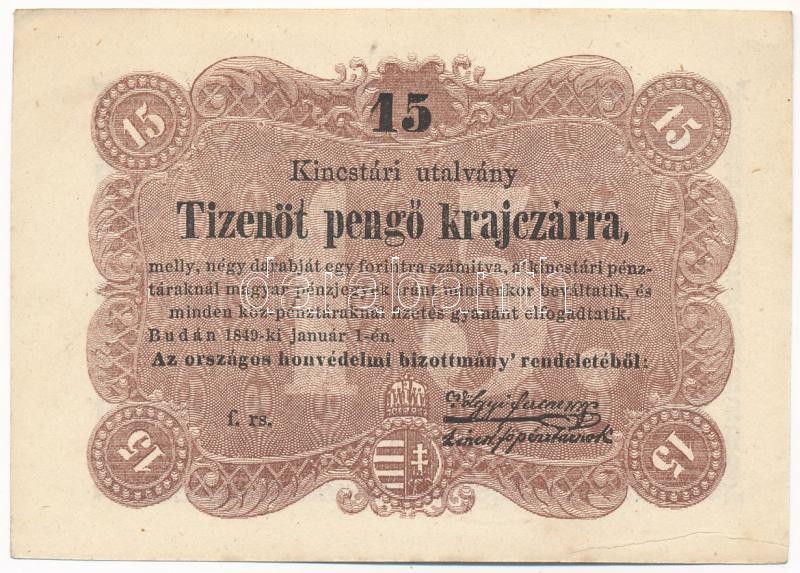 15
15
15
Kincstári utalvány
Tizenöt pengő krajczárra,
melly, négy darabját egy forintra számitva, a' kincstári pénz-
táraknál magyar pénzjegyek iránt mindenkor beváltatik, és
minden köz-pénztáraknál fizetés gyanánt elfogadtatik.
Budán 1849-ki január 1-én.
Az országos honvédelmi bizottmány' rendeletéből:
f. rs.
15
15
darabanth